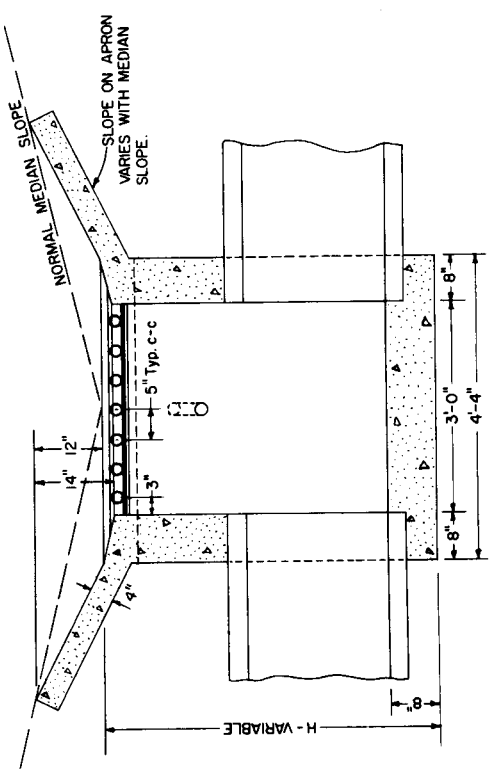 NORMAL MEDIAN SLOPE
SLOPE ON APRON
VARIES WITH MEDIAN
SLOPE.
12"
14"
5" Typ. c-c
3"
4"
H - VARIABLE
8"
8"
3'-0"
8"
4'-4"